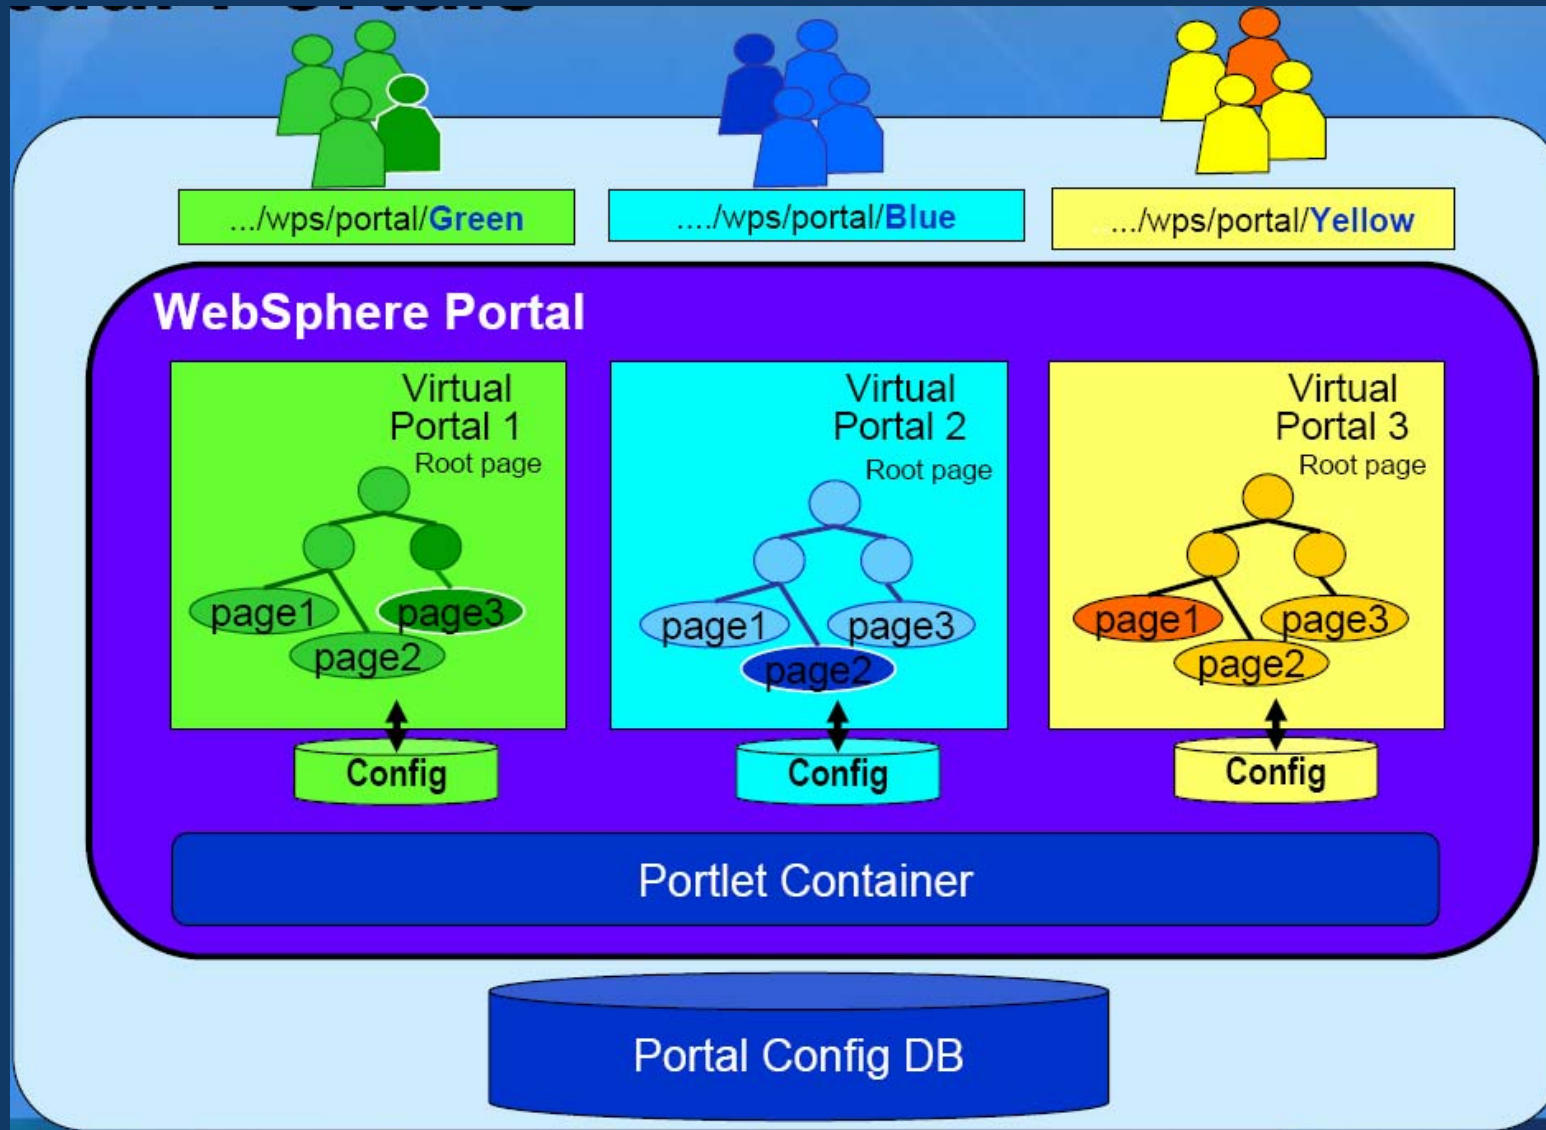 .../wps/portal/Green
..../wps/portal/Blue
..../wps/portal/Yellow
WebSphere Portal
Virtual
Portal 1
Root page
page1
page3
page2
Config
Virtual
Portal 2
Root page
page1
page3
page2
Config
Virtual
Portal 3
Root page
page1
page3
page2
Config
Portlet Container
Portal Config DB